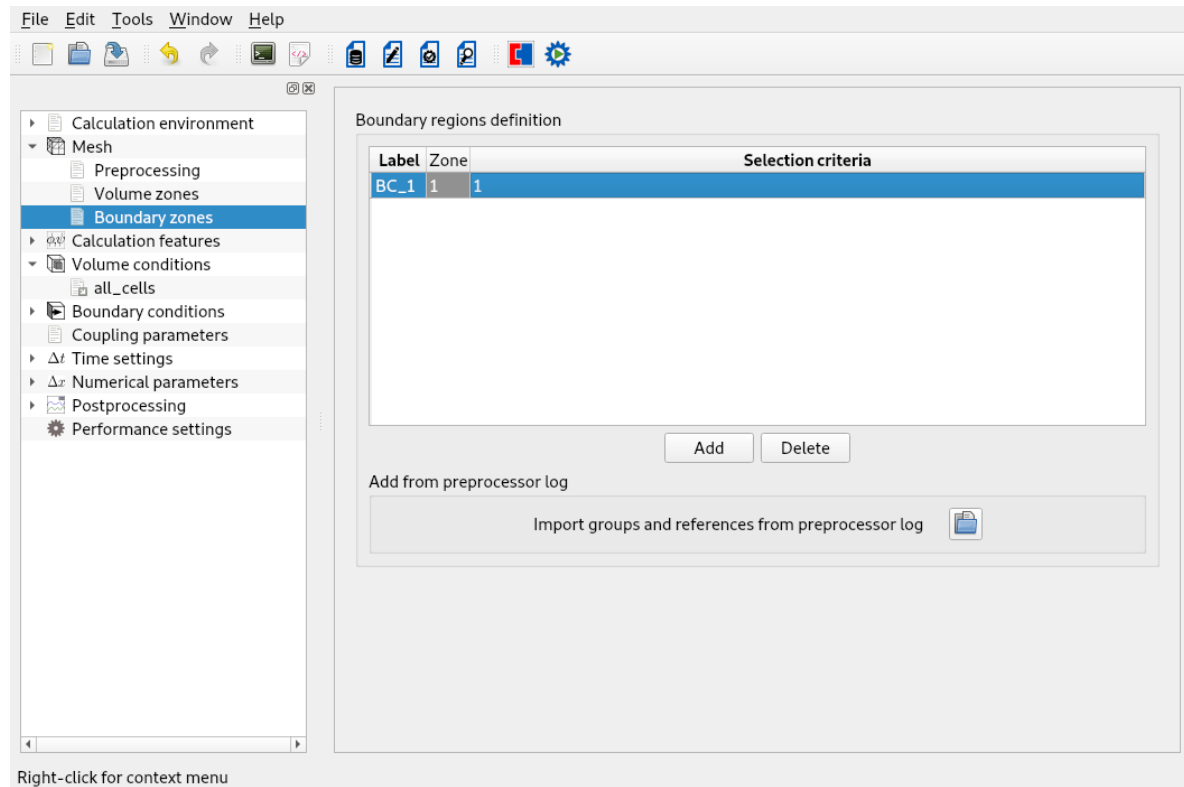 File Edit Tools Window Help
Calculation environment
Mesh
Preprocessing
Volume zones
Boundary zones
Calculation features
Volume conditions
all_cells
Boundary conditions
Coupling parameters
Δt Time settings
Δx Numerical parameters
Postprocessing
Performance settings
Boundary regions definition
Label Zone Selection criteria
BC_1 1 1
Add Delete
Add from preprocessor log
Import groups and references from preprocessor log
Right-click for context menu